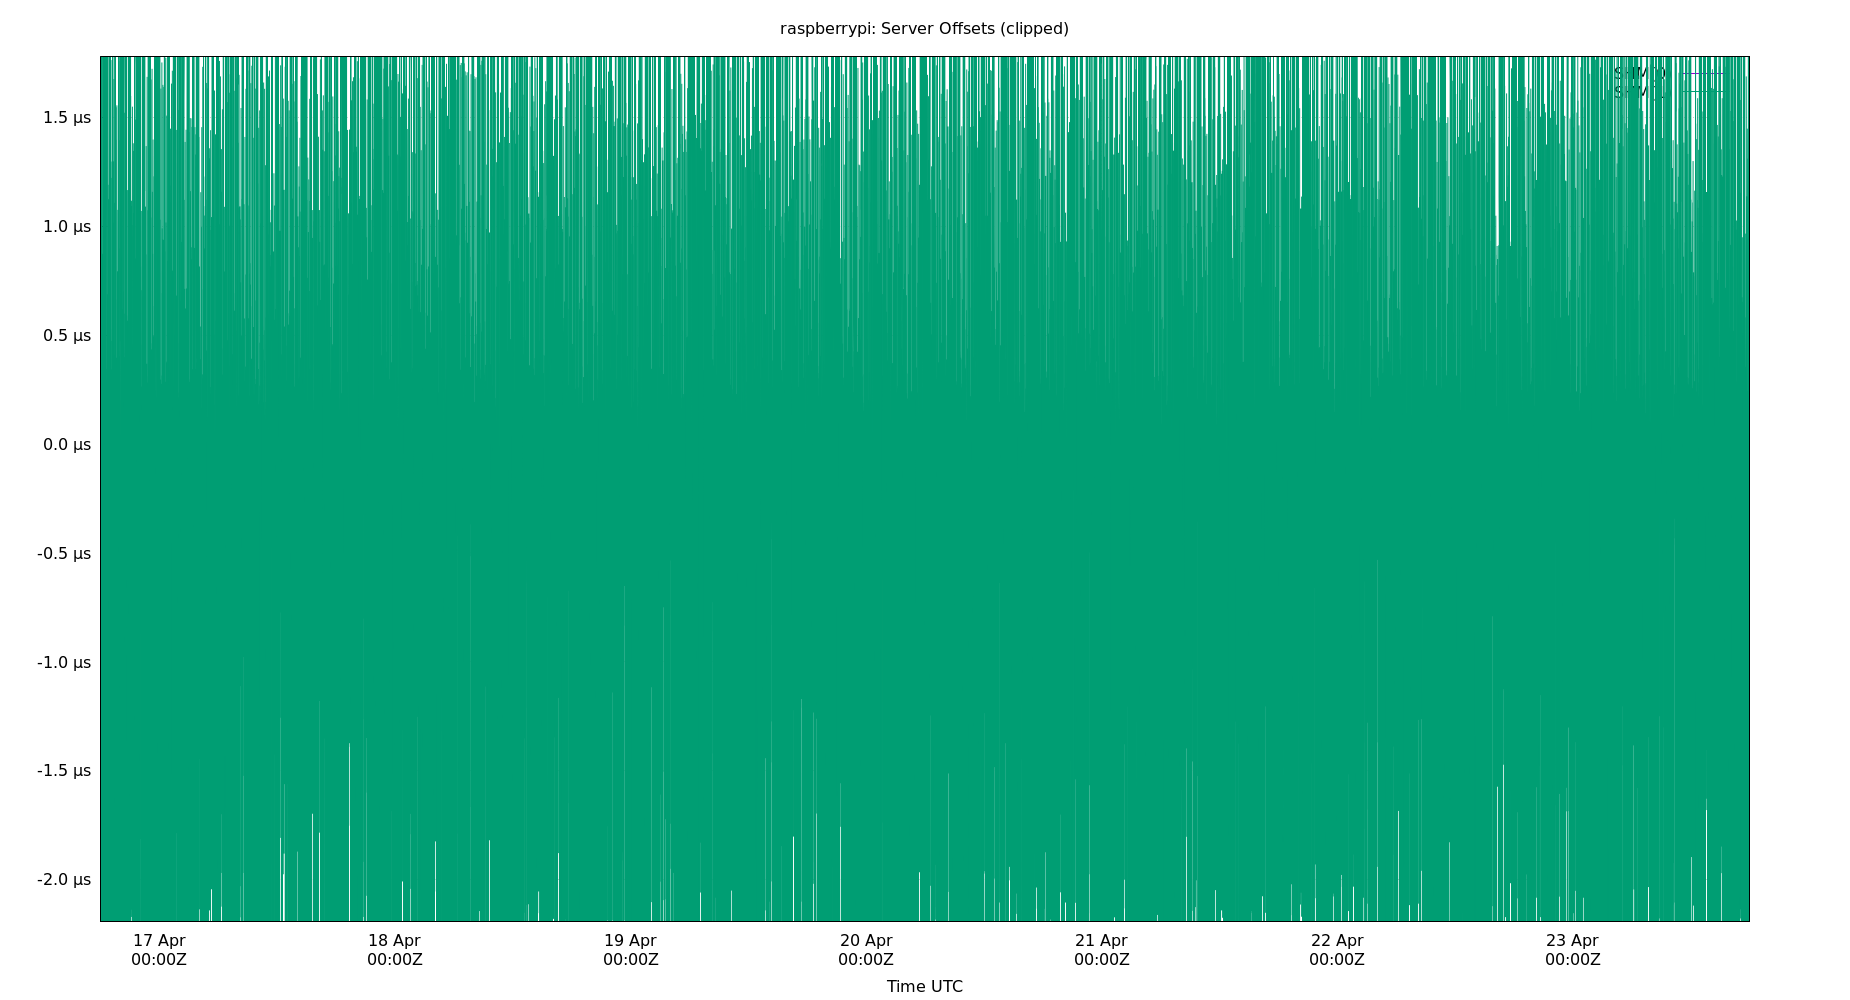 raspberrypi: Server Offsets (clipped)
1.5 µs
1.0 µs
0.5 µs
0.0 µs
-0.5 µs
-1.0 µs
-1.5 µs
-2.0 µs
17 Apr
00:00Z
18 Apr
00:00Z
19 Apr
00:00Z
20 Apr
00:00Z
21 Apr
00:00Z
22 Apr
00:00Z
23 Apr
00:00Z
Time UTC